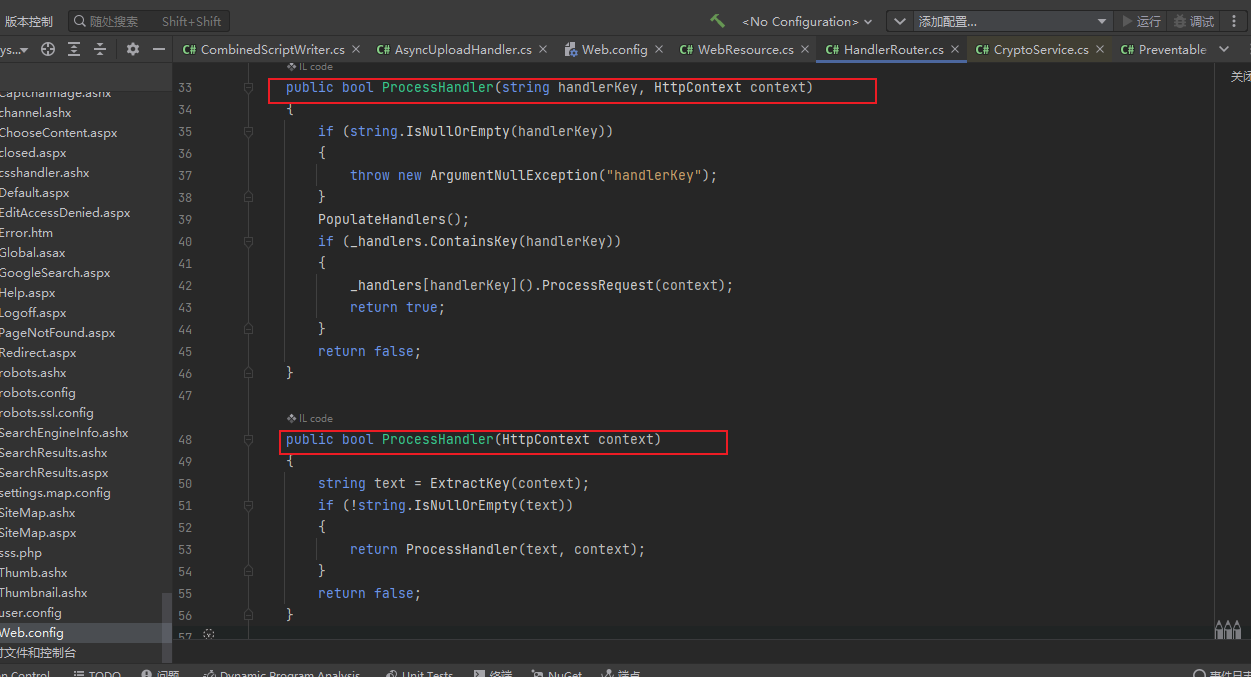 版本控制 随处搜索 Shift+Shift <No Configuration> 添加配置... 运行 调试
CombinedScriptWriter.cs AsyncUploadHandler.cs Web.config WebResource.cs HandlerRouter.cs CryptoService.cs Preventable
关闭
CaptchaImage.ashx
channel.ashx
ChooseContent.aspx
closed.aspx
csshandler.ashx
Default.aspx
EditAccessDenied.aspx
Error.htm
Global.asax
GoogleSearch.aspx
Help.aspx
Logoff.aspx
PageNotFound.aspx
Redirect.aspx
robots.ashx
robots.config
robots.ssl.config
SearchEngineInfo.ashx
SearchResults.ashx
SearchResults.aspx
settings.map.config
SiteMap.ashx
SiteMap.aspx
sss.php
Thumb.ashx
Thumbnail.ashx
user.config
Web.config
文件和控制台
IL code
33 public bool ProcessHandler(string handlerKey, HttpContext context)
34 {
35 if (string.IsNullOrEmpty(handlerKey))
36 {
37 throw new ArgumentNullException("handlerKey");
38 }
39 PopulateHandlers();
40 if (_handlers.ContainsKey(handlerKey))
41 {
42 _handlers[handlerKey]().ProcessRequest(context);
43 return true;
44 }
45 return false;
46 }
47
IL code
48 public bool ProcessHandler(HttpContext context)
49 {
50 string text = ExtractKey(context);
51 if (!string.IsNullOrEmpty(text))
52 {
53 return ProcessHandler(text, context);
54 }
55 return false;
56 }
57
Control TODO 问题 Dynamic Program Analysis Unit Tests 终端 NuGet 端点 事件日志